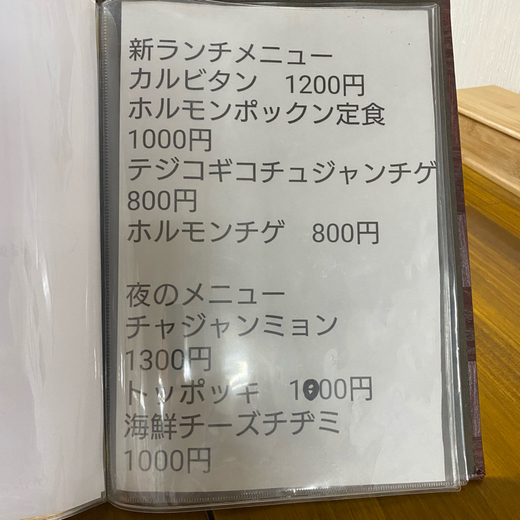 新ランチメニュー
カルビタン　1200円
ホルモンポックン定食
1000円
テジコギコチュジャンチゲ
800円
ホルモンチゲ　800円
夜のメニュー
チャジャンミョン
1300円
トッポッキ　1000円
海鮮チーズチヂミ
1000円